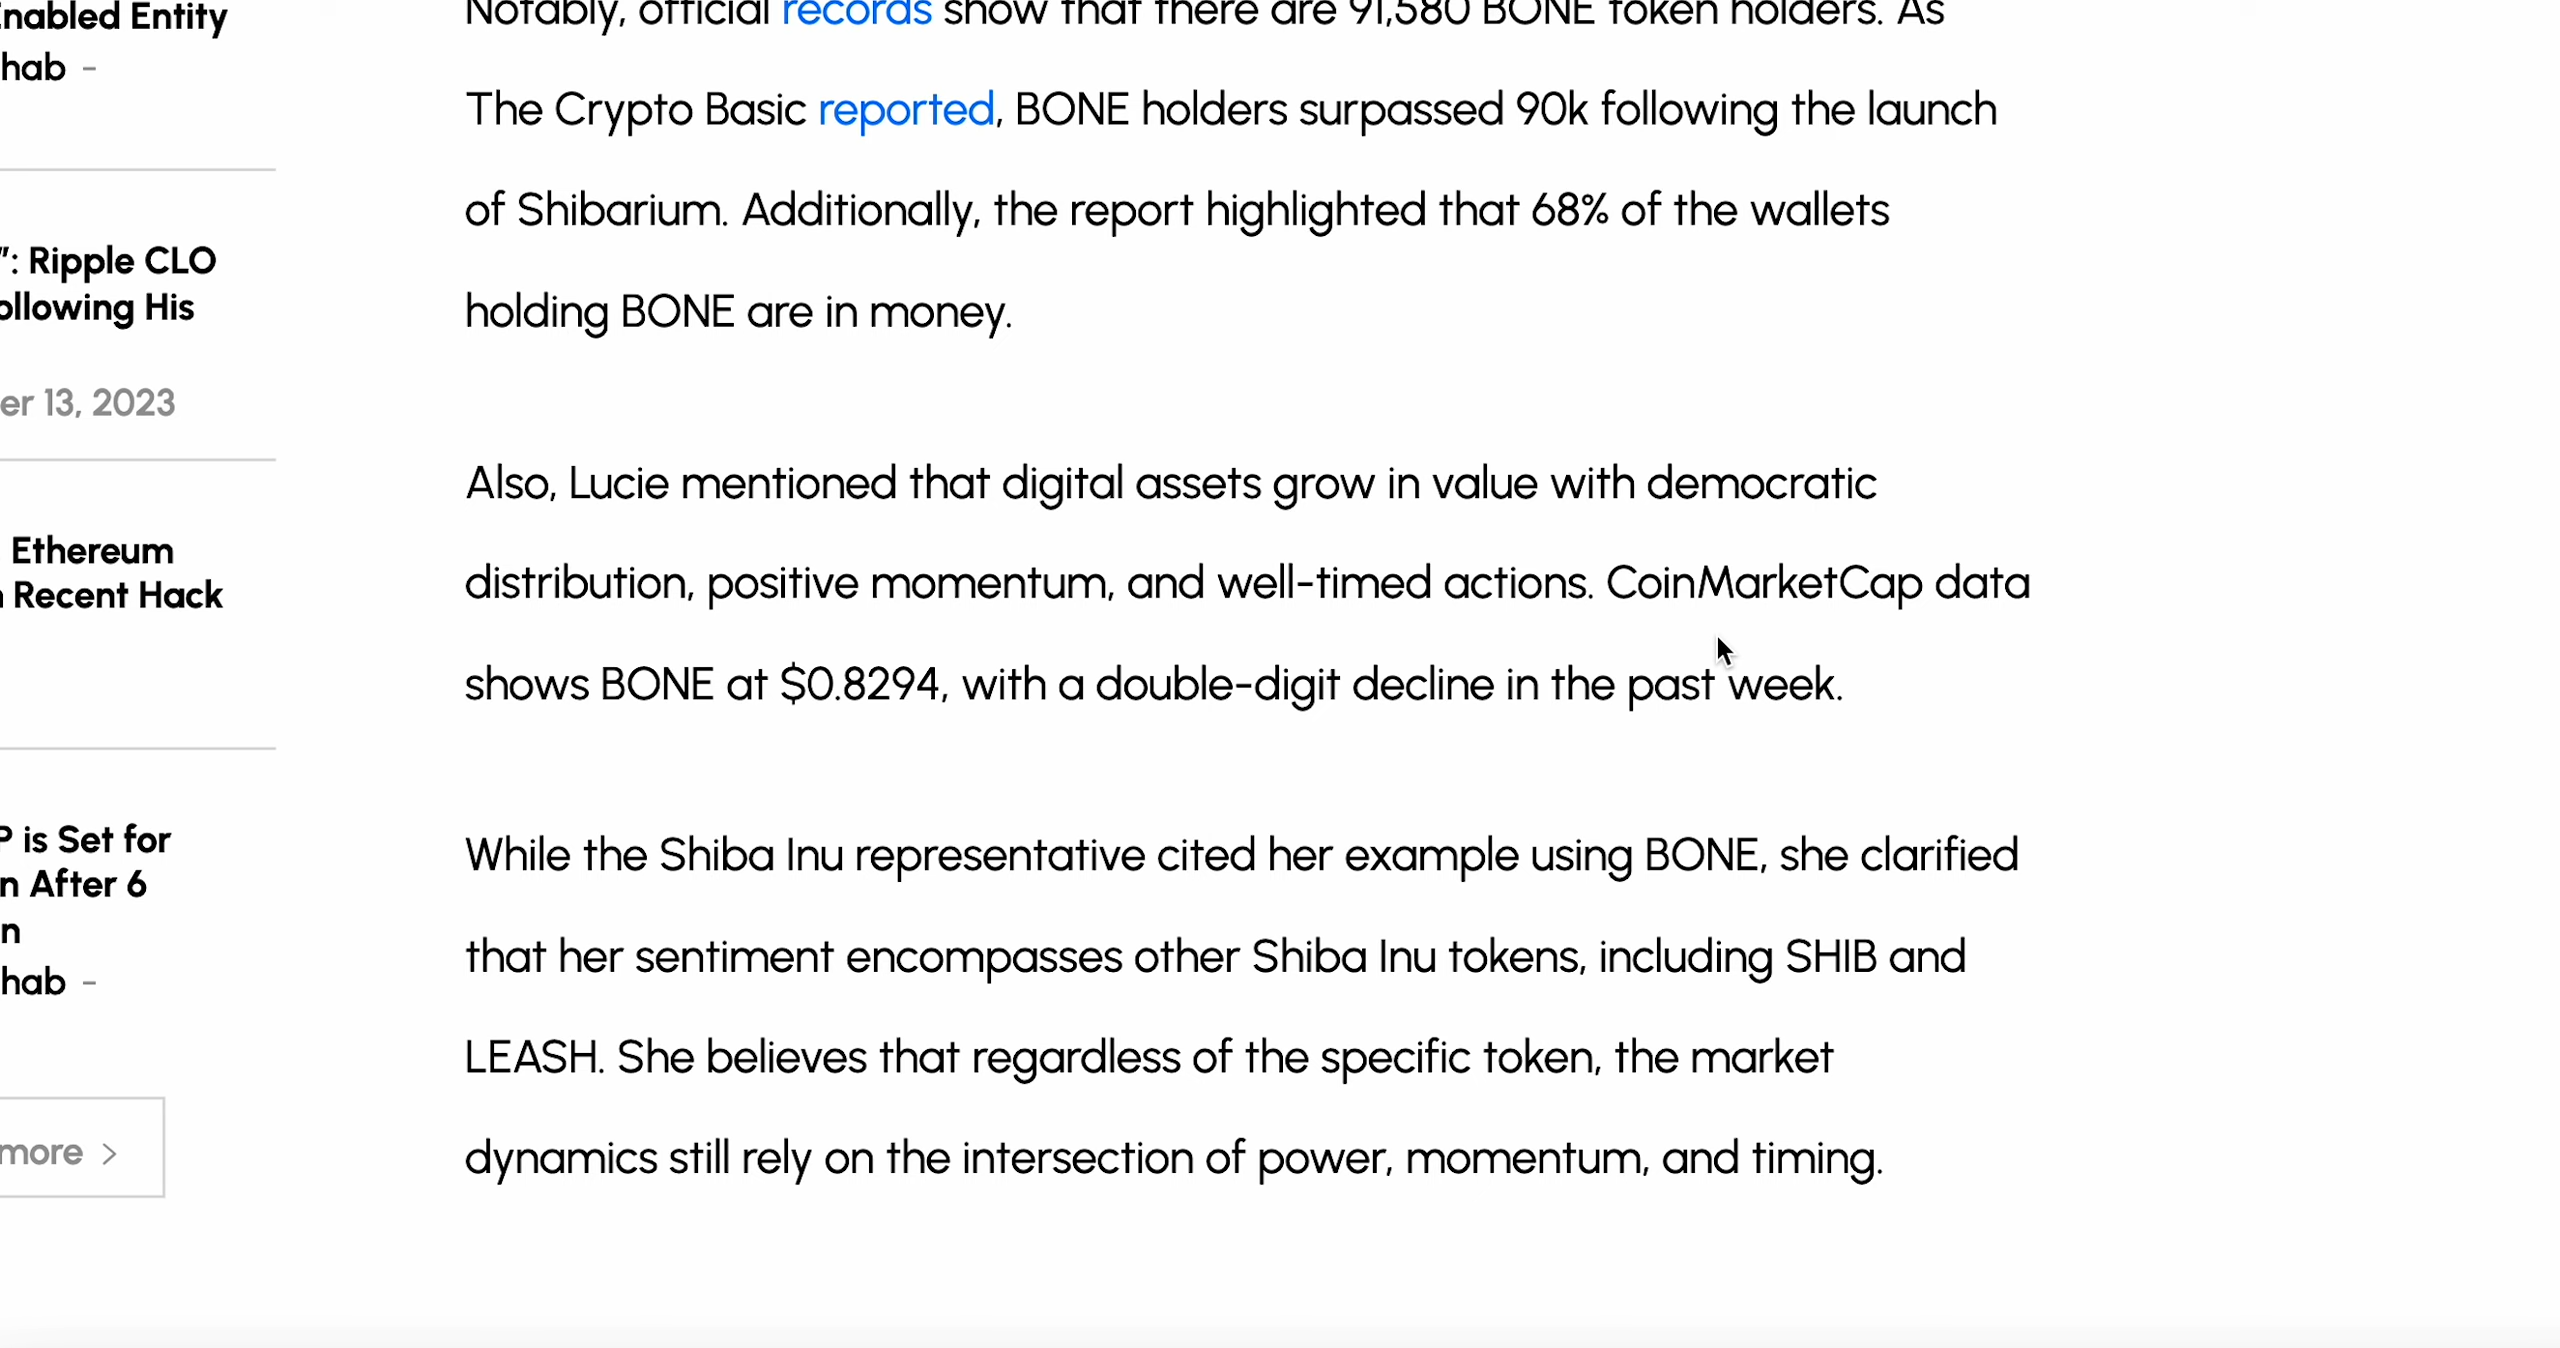 Enabled Entity
hab -
": Ripple CLO
ollowing His
er 13, 2023
Ethereum
Recent Hack
P is Set for
n After 6
n
hab -
more >
Notably, official records show that there are 91,580 BONE token holders. As
The Crypto Basic reported, BONE holders surpassed 90k following the launch
of Shibarium. Additionally, the report highlighted that 68% of the wallets
holding BONE are in money.
Also, Lucie mentioned that digital assets grow in value with democratic
distribution, positive momentum, and well-timed actions. CoinMarketCap data
shows BONE at $0.8294, with a double-digit decline in the past week.
While the Shiba Inu representative cited her example using BONE, she clarified
that her sentiment encompasses other Shiba Inu tokens, including SHIB and
LEASH. She believes that regardless of the specific token, the market
dynamics still rely on the intersection of power, momentum, and timing.